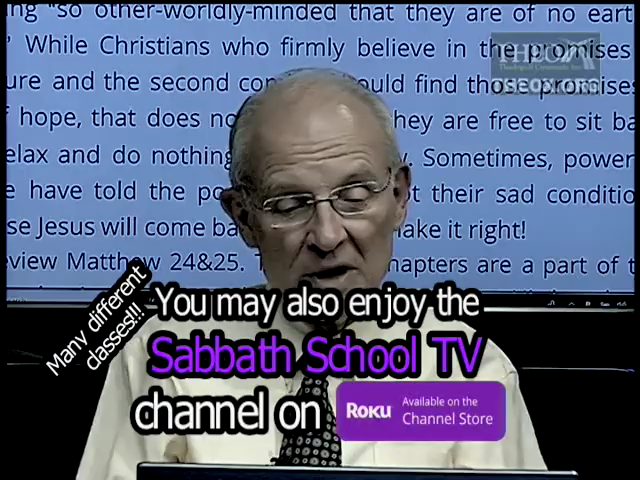 ng "so other-worldly-minded that they are of no eart
" While Christians who firmly believe in the promises
ure and the second co ould find those promises
f hope, that does no hey are free to sit ba
elax and do nothing y. Sometimes, power
e have told the po t their sad conditio
se Jesus will come ba ake it right!
view Matthew 24&25. T hapters are a part of t
Many different
classes!!!
You may also enjoy the
Sabbath School TV
channel on
Roku Available on the
Channel Store